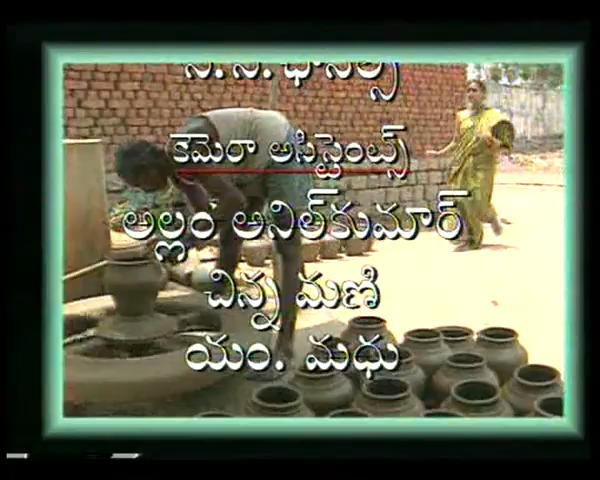 కెమెరా అసిస్టెంట్స్
అల్లం అనిల్‌కుమార్
చిన్న మణి
యం. మధు